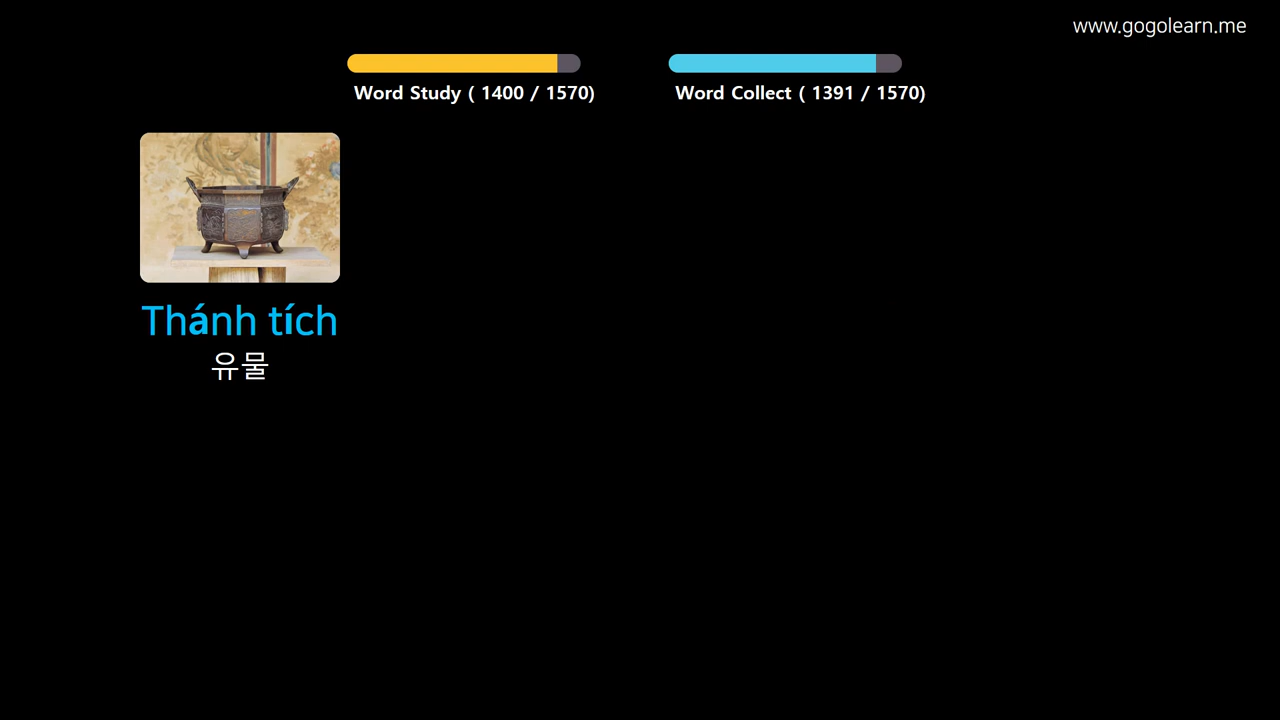 www.gogolearn.me
Word Study ( 1400 / 1570)
Word Collect ( 1391 / 1570)
Thánh tích
유물